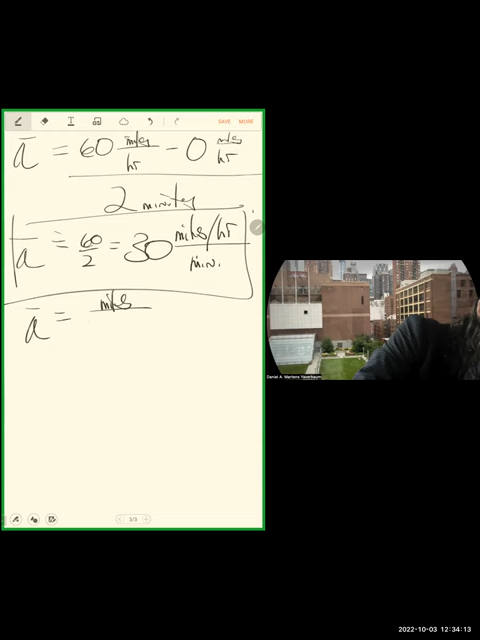 SAVE MORE
ā = 60 miles/hr - 0 miles/hr
2 minutes
ā = 60/2 = 30 miles/hr/min.
ā = miles
3/3
Daniel A. Martens Yaverbaum
2022-10-03 12:34:13